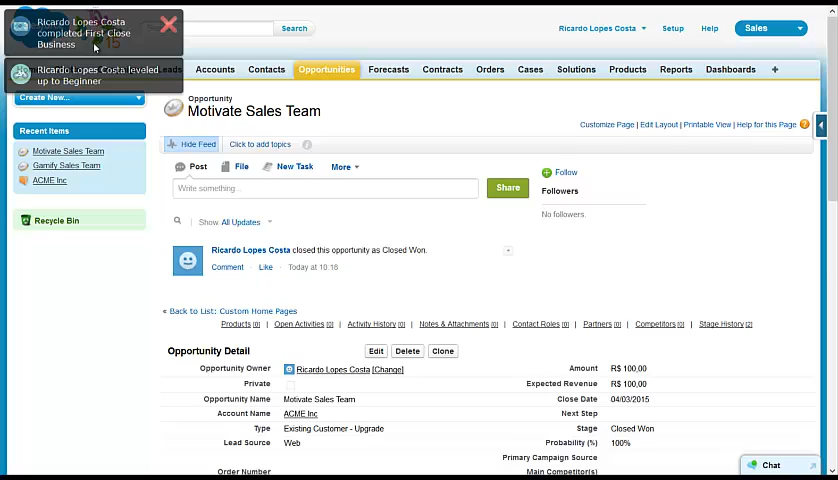 Ricardo Lopes Costa
completed First Close
Business
15
Ricardo Lopes Costa leveled
up to Beginner
Search
Ricardo Lopes Costa
Setup
Help
Sales
Leads
Accounts
Contacts
Opportunities
Forecasts
Contracts
Orders
Cases
Solutions
Products
Reports
Dashboards
+
Create New...
Recent Items
Motivate Sales Team
Gamify Sales Team
ACME Inc
Recycle Bin
Opportunity
Motivate Sales Team
Customize Page | Edit Layout | Printable View | Help for this Page
Hide Feed
Click to add topics
Post
File
New Task
More
Write something...
Share
Follow
Followers
No followers.
Show All Updates
Ricardo Lopes Costa closed this opportunity as Closed Won.
Comment · Like · Today at 10:16
« Back to List: Custom Home Pages
Products [0] | Open Activities [0] | Activity History [0] | Notes & Attachments [0] | Contact Roles [0] | Partners [0] | Competitors [0] | Stage History [2]
Opportunity Detail
Edit
Delete
Clone
Opportunity Owner Ricardo Lopes Costa [Change]
Amount R$ 100,00
Private
Expected Revenue R$ 100,00
Opportunity Name Motivate Sales Team
Close Date 04/03/2015
Account Name ACME Inc
Next Step
Type Existing Customer - Upgrade
Stage Closed Won
Lead Source Web
Probability (%) 100%
Primary Campaign Source
Order Number
Main Competitor(s)
Chat